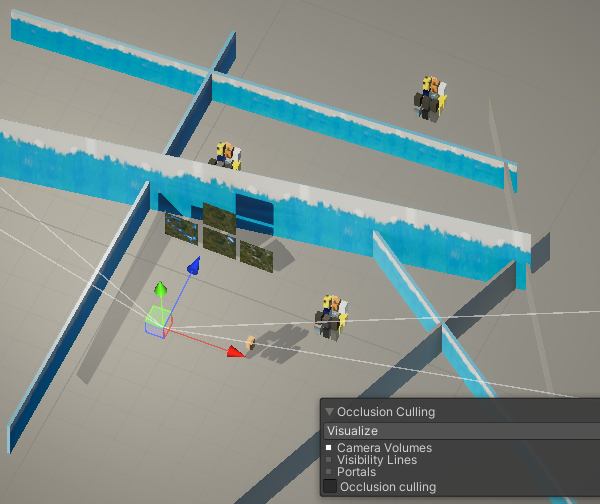 Occlusion Culling
Visualize
Camera Volumes
Visibility Lines
Portals
Occlusion culling